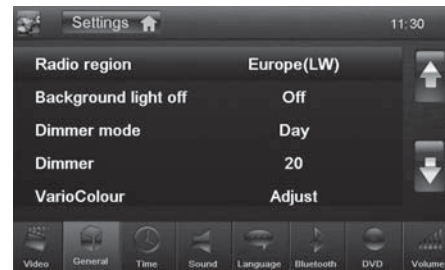 Settings 11:30
Radio region Europe(LW)
Background light off Off
Dimmer mode Day
Dimmer 20
VarioColour Adjust
Video General Time Sound Language Bluetooth DVD Volume